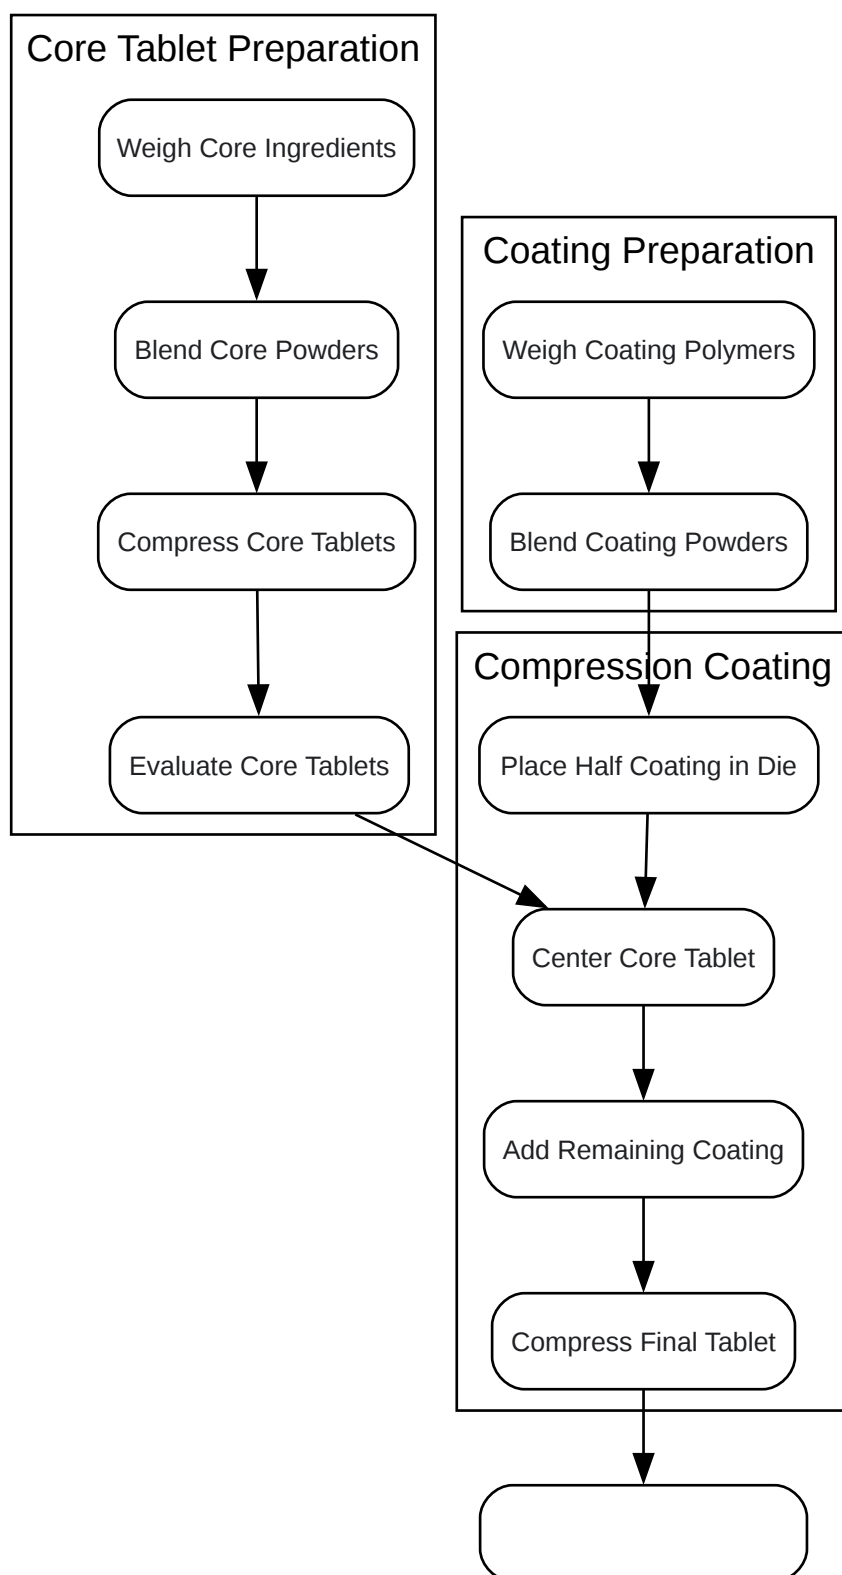 Core Tablet Preparation
Weigh Core Ingredients
Blend Core Powders
Compress Core Tablets
Evaluate Core Tablets
Coating Preparation
Weigh Coating Polymers
Blend Coating Powders
Compression Coating
Place Half Coating in Die
Center Core Tablet
Add Remaining Coating
Compress Final Tablet